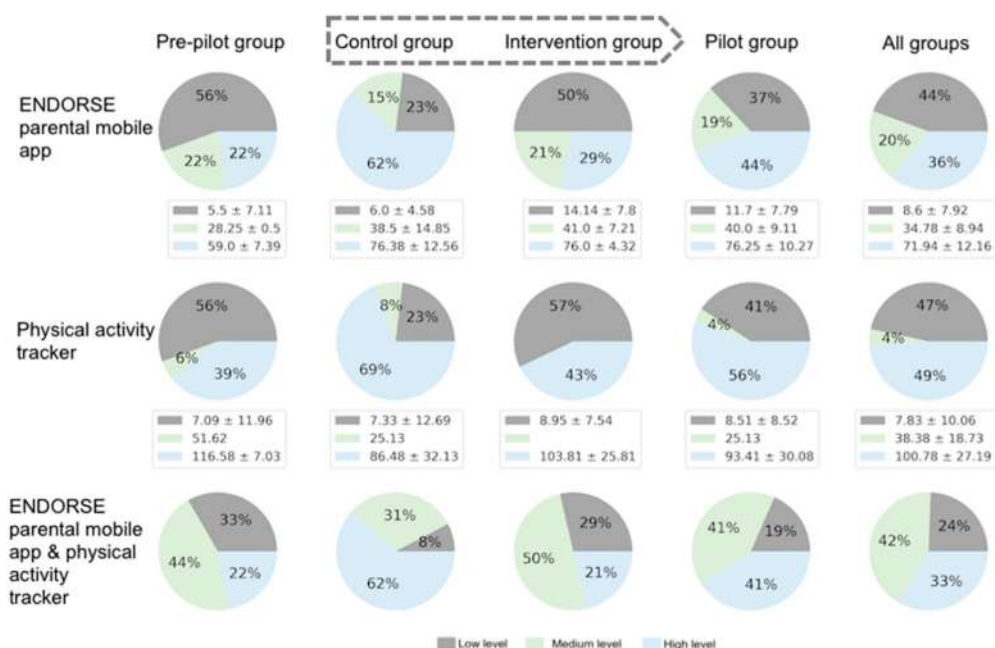 Pre-pilot group
Control group
Intervention group
Pilot group
All groups
ENDORSE
parental mobile
app
56%
22%
22%
15%
23%
62%
50%
21%
29%
37%
19%
44%
44%
20%
36%
5.5 ± 7.11
28.25 ± 0.5
59.0 ± 7.39
6.0 ± 4.58
38.5 ± 14.85
76.38 ± 12.56
14.14 ± 7.8
41.0 ± 7.21
76.0 ± 4.32
11.7 ± 7.79
40.0 ± 9.11
76.25 ± 10.27
8.6 ± 7.92
34.78 ± 8.94
71.94 ± 12.16
Physical activity
tracker
56%
6%
39%
8%
23%
69%
57%
43%
41%
4%
56%
47%
4%
49%
7.09 ± 11.96
51.62
116.58 ± 7.03
7.33 ± 12.69
25.13
86.48 ± 32.13
8.95 ± 7.54
103.81 ± 25.81
8.51 ± 8.52
25.13
93.41 ± 30.08
7.83 ± 10.06
38.38 ± 18.73
100.78 ± 27.19
ENDORSE
parental mobile
app & physical
activity
tracker
33%
44%
22%
31%
8%
62%
29%
50%
21%
41%
19%
41%
24%
42%
33%
Low level
Medium level
High level